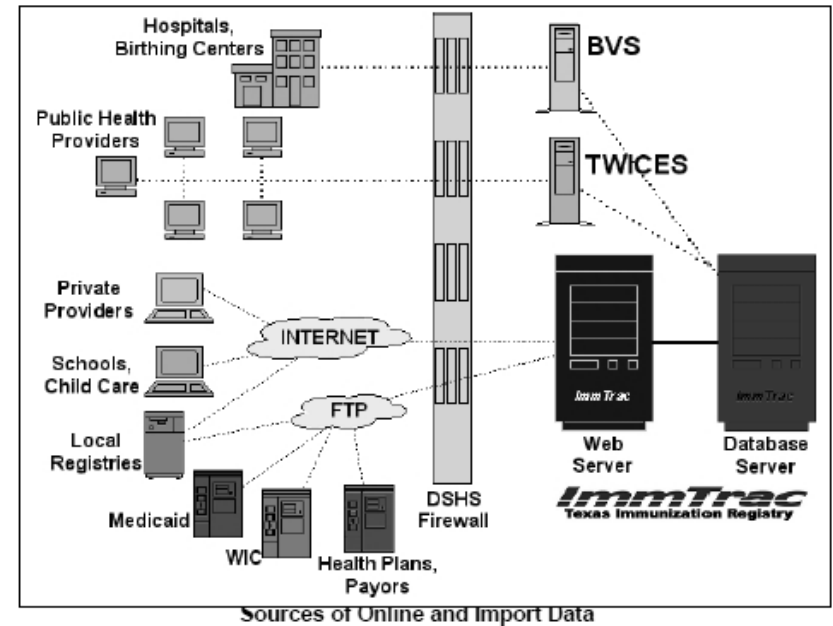 Hospitals,
Birthing Centers
BVS
Public Health
Providers
TWICES
Private
Providers
INTERNET
Schools,
Child Care
ImmTrac
ImmTrac
FTP
Local
Registries
Web
Server
Database
Server
Medicaid
WIC
Health Plans,
Payors
DSHS
Firewall
ImmTrac
Texas Immunization Registry
Sources of Online and Import Data